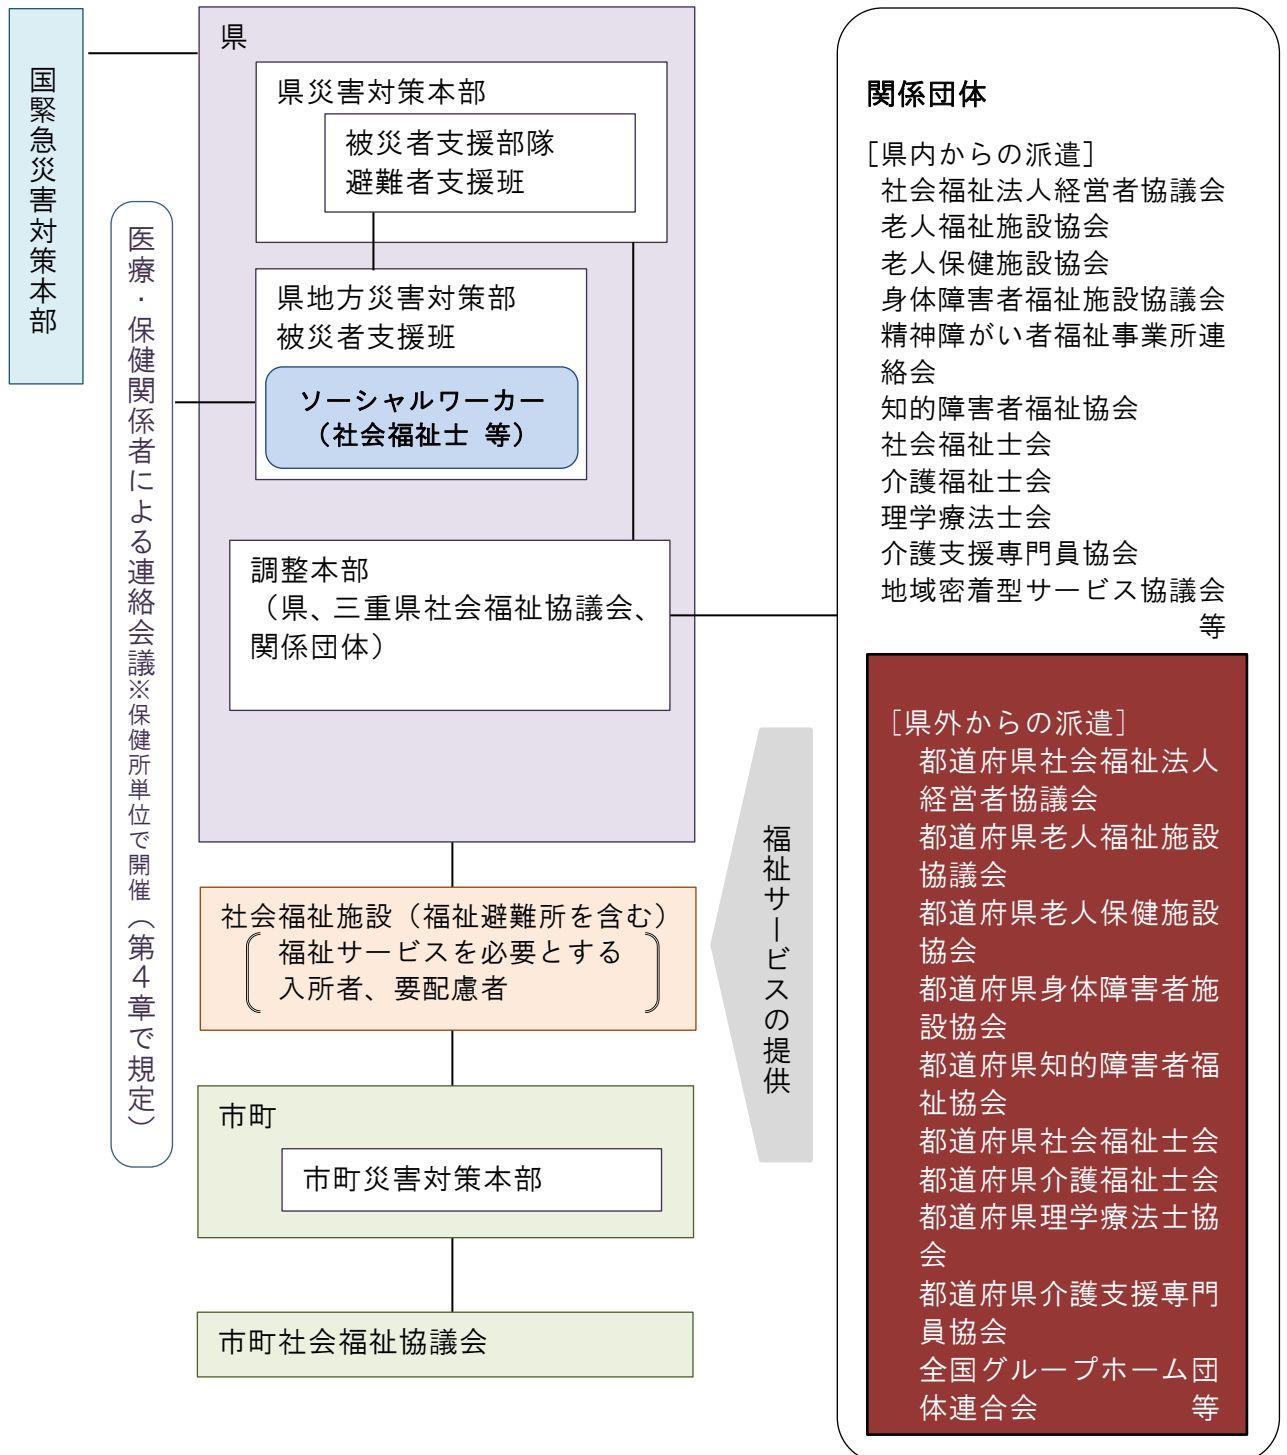 国緊急災害対策本部
医療・保健関係者による連絡会議※保健所単位で開催（第４章で規定）
県
県災害対策本部
被災者支援部隊
避難者支援班
県地方災害対策部
被災者支援班
ソーシャルワーカー
（社会福祉士 等）
調整本部
（県、三重県社会福祉協議会、
関係団体）
社会福祉施設（福祉避難所を含む）
福祉サービスを必要とする
入所者、要配慮者
市町
市町災害対策本部
市町社会福祉協議会
福祉サービスの提供
関係団体
［県内からの派遣］
社会福祉法人経営者協議会
老人福祉施設協会
老人保健施設協会
身体障害者福祉施設協議会
精神障がい者福祉事業所連
絡会
知的障害者福祉協会
社会福祉士会
介護福祉士会
理学療法士会
介護支援専門員協会
地域密着型サービス協議会
等
［県外からの派遣］
都道府県社会福祉法人
経営者協議会
都道府県老人福祉施設
協議会
都道府県老人保健施設
協会
都道府県身体障害者施
設協会
都道府県知的障害者福
祉協会
都道府県社会福祉士会
都道府県介護福祉士会
都道府県理学療法士協
会
都道府県介護支援専門
員協会
全国グループホーム団
体連合会 等